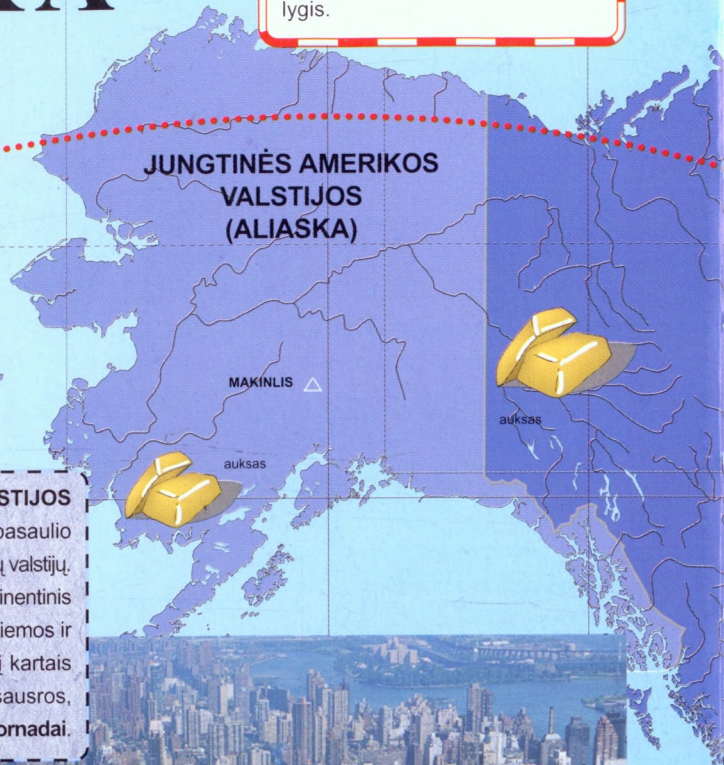 lygis.
JUNGTINĖS AMERIKOS
VALSTIJOS
(ALIASKA)
MAKINLIS
auksas
auksas
STIJOS
pasaulio
ų valstijų.
inentinis
iemos ir
į kartais
sausros,
ornadai.